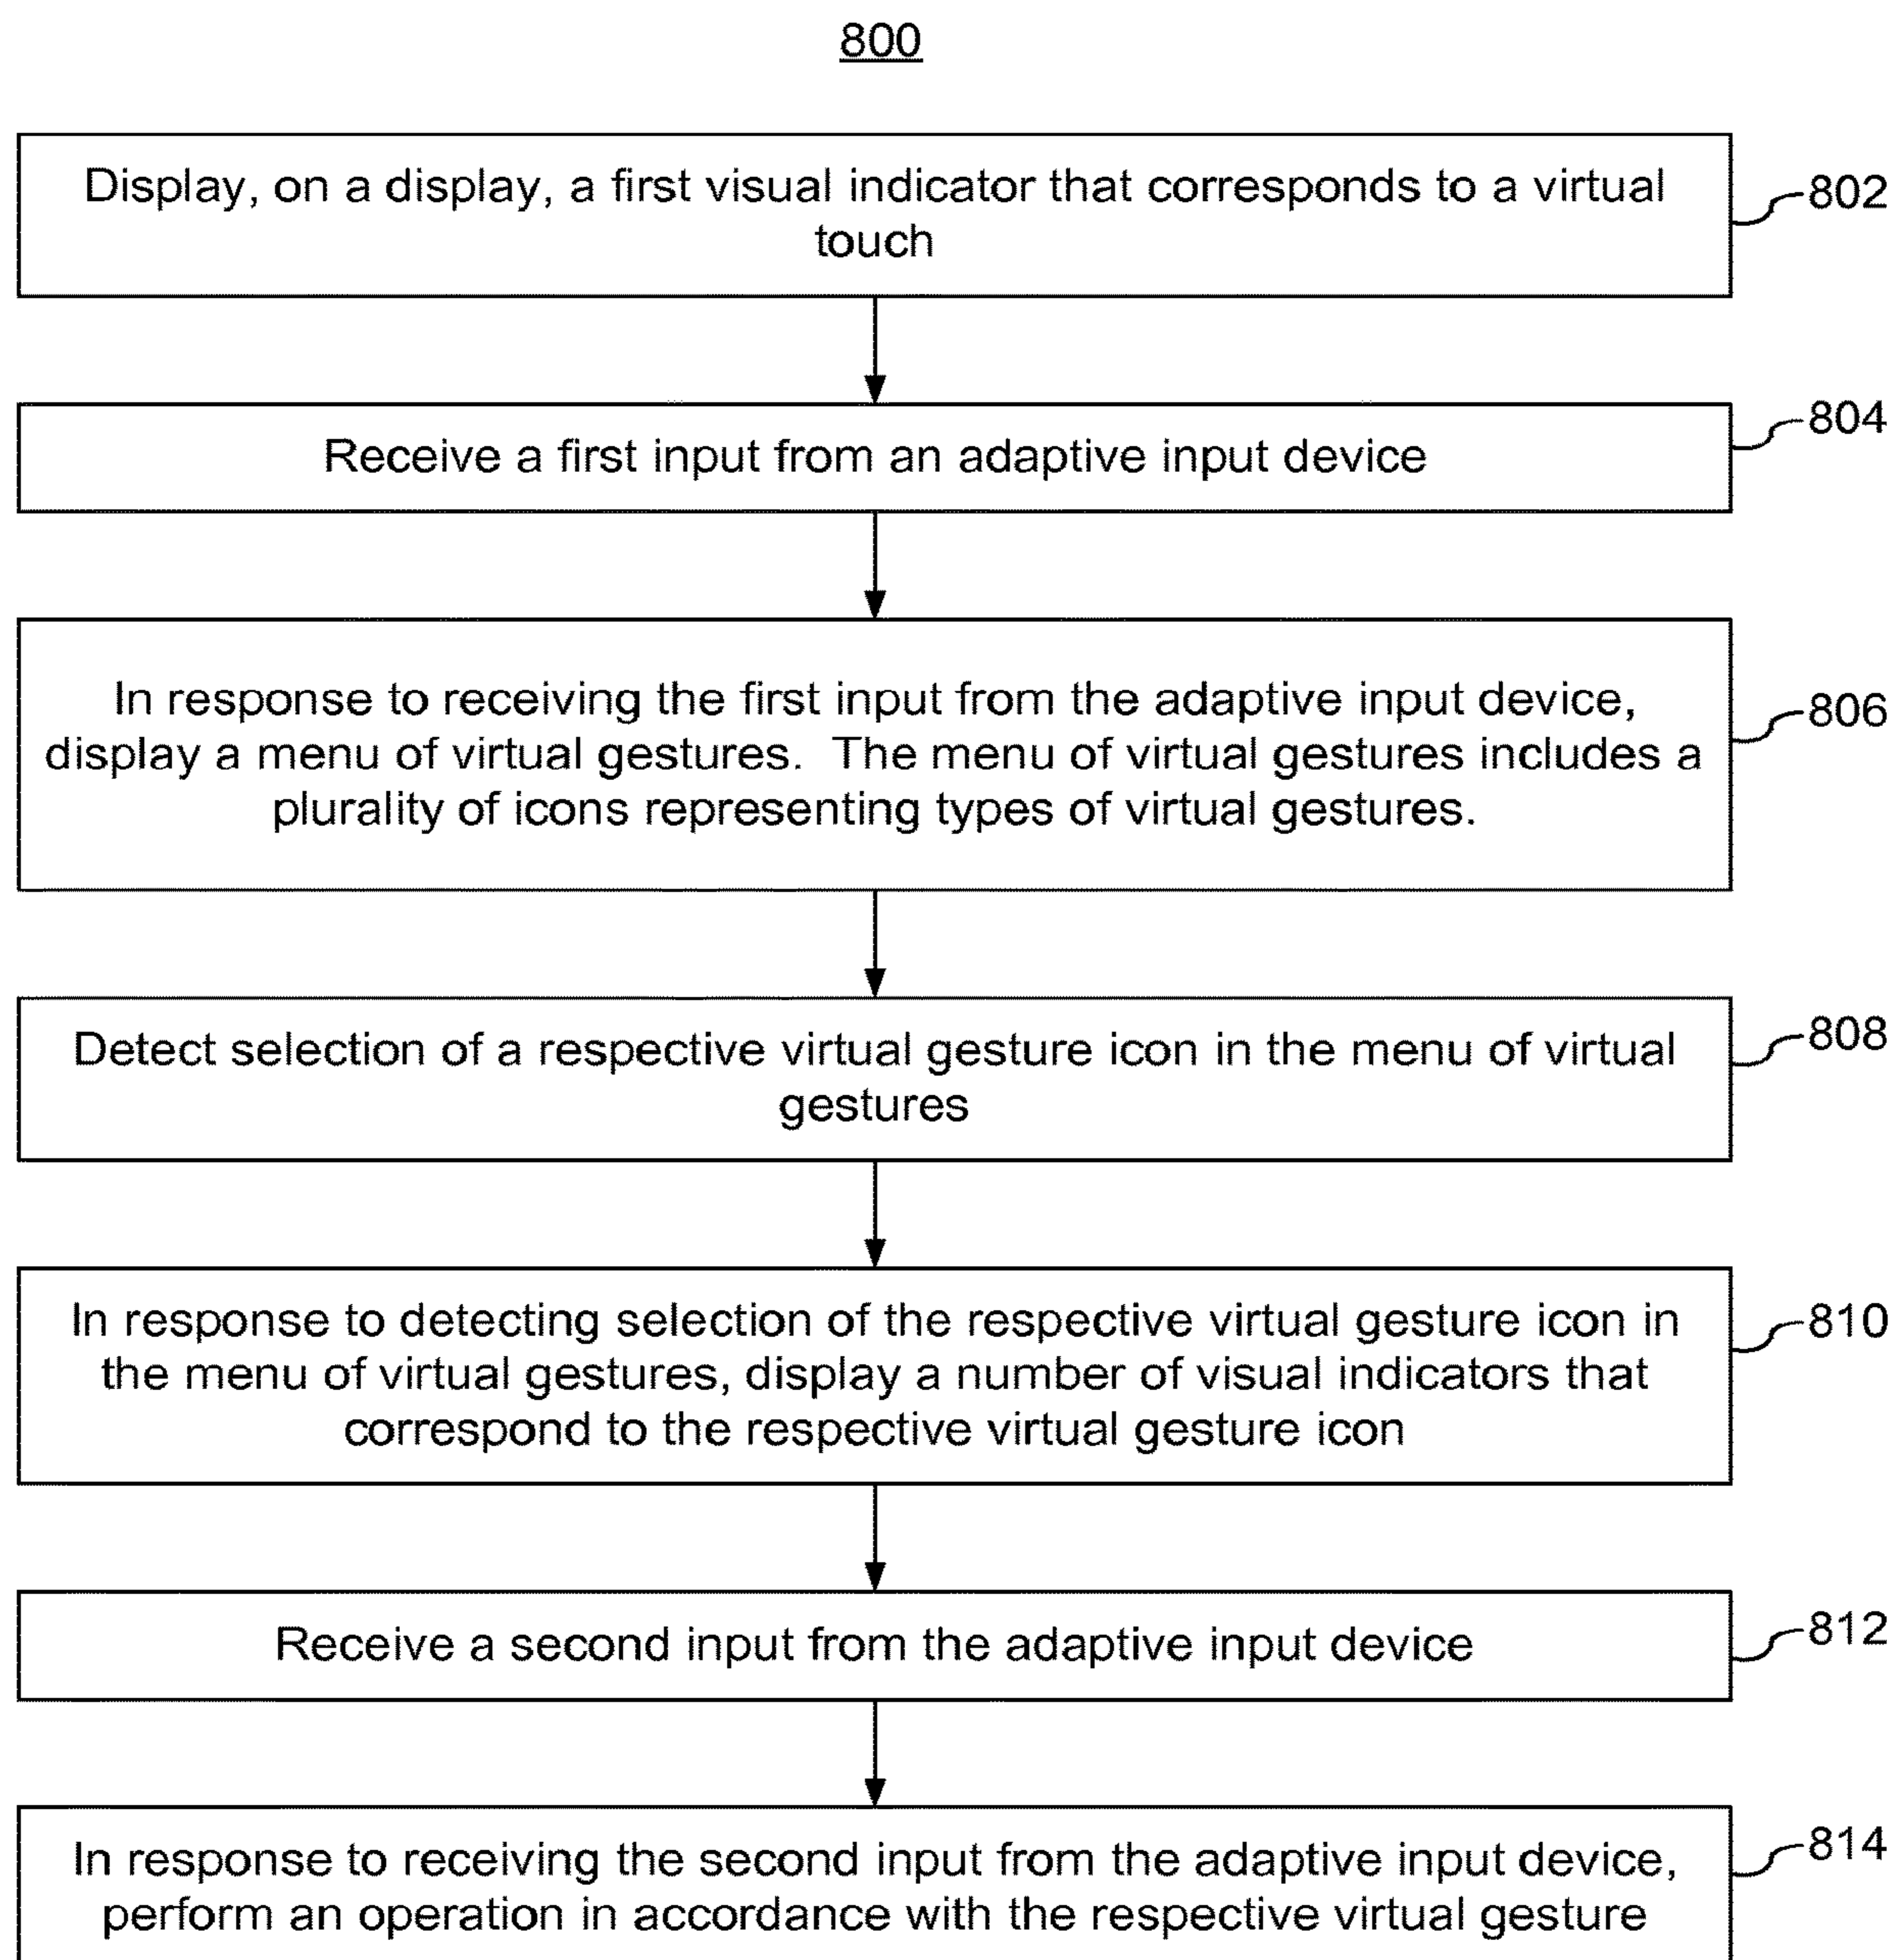 800
Display, on a display, a first visual indicator that corresponds to a virtual
touch
802
Receive a first input from an adaptive input device
804
In response to receiving the first input from the adaptive input device,
display a menu of virtual gestures. The menu of virtual gestures includes a
plurality of icons representing types of virtual gestures.
806
Detect selection of a respective virtual gesture icon in the menu of virtual
gestures
808
In response to detecting selection of the respective virtual gesture icon in
the menu of virtual gestures, display a number of visual indicators that
correspond to the respective virtual gesture icon
810
Receive a second input from the adaptive input device
812
In response to receiving the second input from the adaptive input device,
perform an operation in accordance with the respective virtual gesture
814